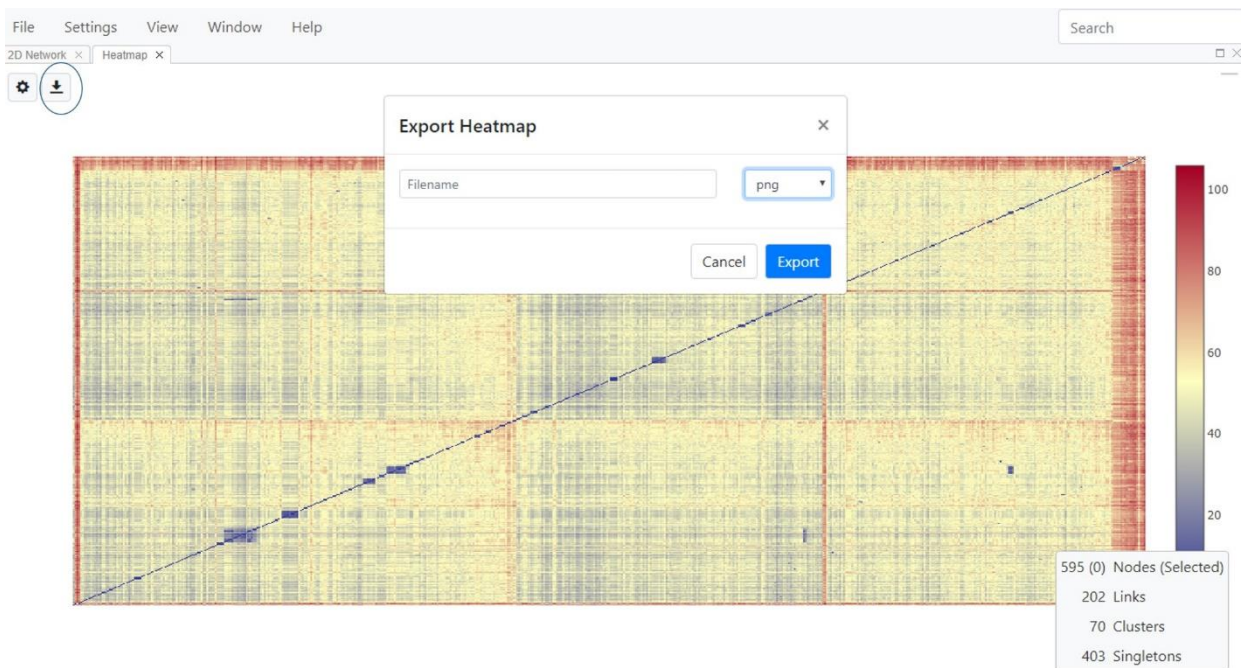 File Settings View Window Help Search
2D Network × Heatmap ×
Export Heatmap ×
Filename png
Cancel Export
100
80
60
40
20
595 (0) Nodes (Selected)
202 Links
70 Clusters
403 Singletons